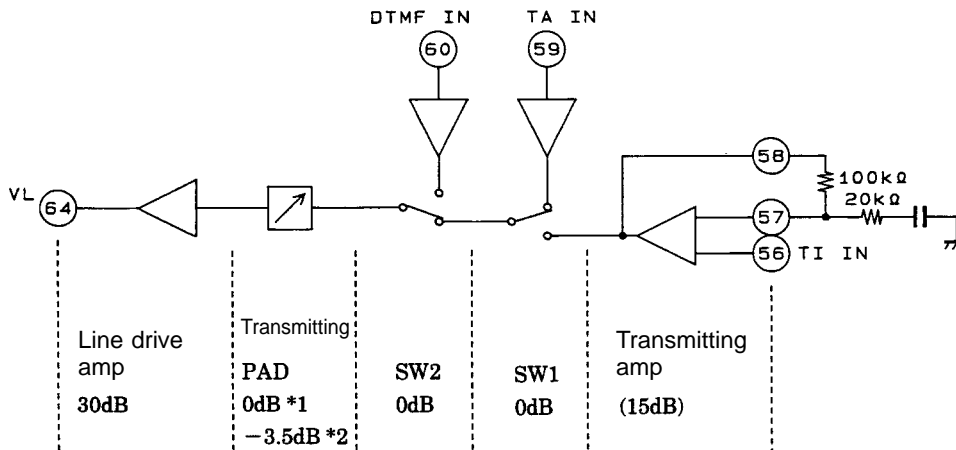 DTMF IN
TA IN
60
59
58
100kΩ
20kΩ
VL
64
57
56
TI IN
Line drive
amp
30dB
Transmitting
PAD
0dB *1
−3.5dB *2
SW2
0dB
SW1
0dB
Transmitting
amp
(15dB)